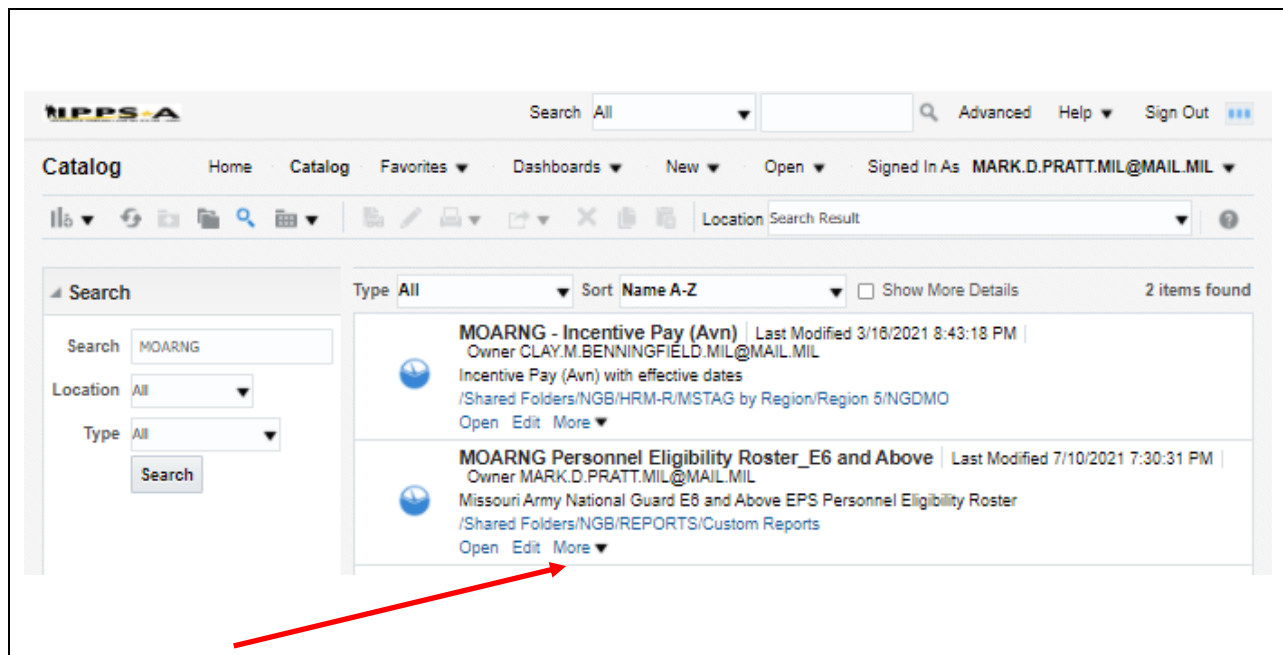 IPPS-A Search All Advanced Help Sign Out
Catalog Home Catalog Favorites Dashboards New Open Signed In As MARK.D.PRATT.MIL@MAIL.MIL
Location Search Result
Search Type All Sort Name A-Z Show More Details 2 items found
Search MOARNG
Location All
Type All
Search
MOARNG - Incentive Pay (Avn) Last Modified 3/16/2021 8:43:18 PM
Owner CLAY.M.BENNINGFIELD.MIL@MAIL.MIL
Incentive Pay (Avn) with effective dates
/Shared Folders/NGB/HRM-R/MSTAG by Region/Region 5/NGDMO
Open Edit More
MOARNG Personnel Eligibility Roster_E6 and Above Last Modified 7/10/2021 7:30:31 PM
Owner MARK.D.PRATT.MIL@MAIL.MIL
Missouri Army National Guard E6 and Above EPS Personnel Eligibility Roster
/Shared Folders/NGB/REPORTS/Custom Reports
Open Edit More